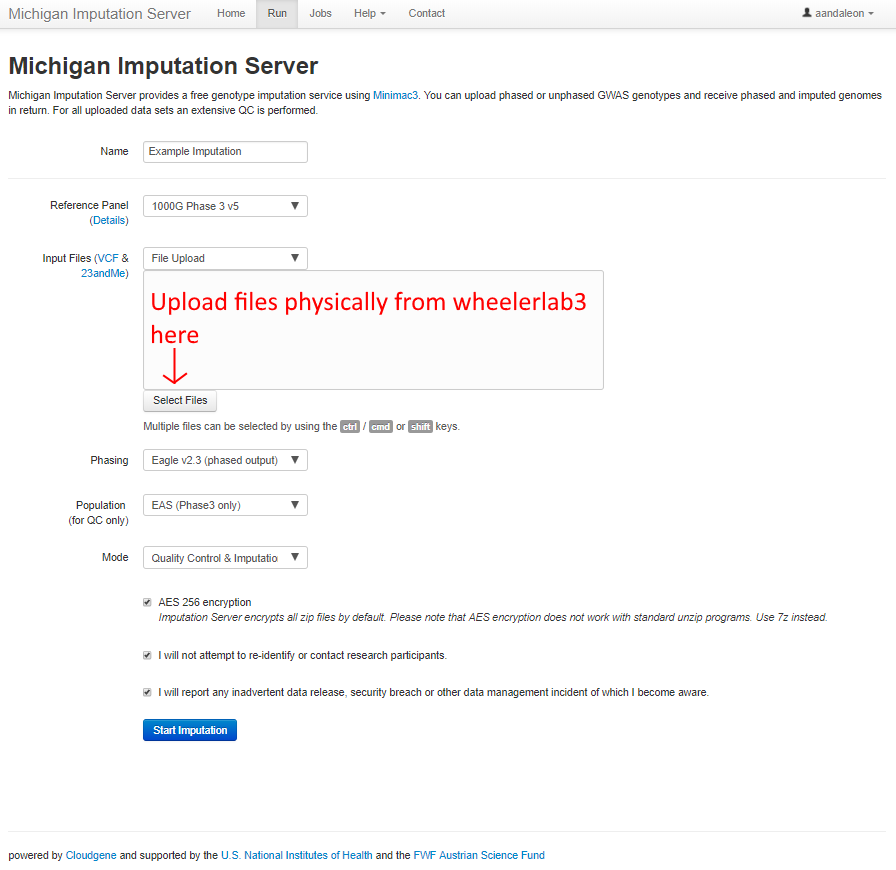 Michigan Imputation Server Home Run Jobs Help Contact aandaleon
Michigan Imputation Server
Michigan Imputation Server provides a free genotype imputation service using Minimac3. You can upload phased or unphased GWAS genotypes and receive phased and imputed genomes
in return. For all uploaded data sets an extensive QC is performed.
Name Example Imputation
Reference Panel 1000G Phase 3 v5
(Details)
Input Files (VCF & File Upload
23andMe)
Upload files physically from wheelerlab3
here
Select Files
Multiple files can be selected by using the ctrl / cmd or shift keys.
Phasing Eagle v2.3 (phased output)
Population EAS (Phase3 only)
(for QC only)
Mode Quality Control & Imputatio
AES 256 encryption
Imputation Server encrypts all zip files by default. Please note that AES encryption does not work with standard unzip programs. Use 7z instead.
I will not attempt to re-identify or contact research participants.
I will report any inadvertent data release, security breach or other data management incident of which I become aware.
Start Imputation
powered by Cloudgene and supported by the U.S. National Institutes of Health and the FWF Austrian Science Fund